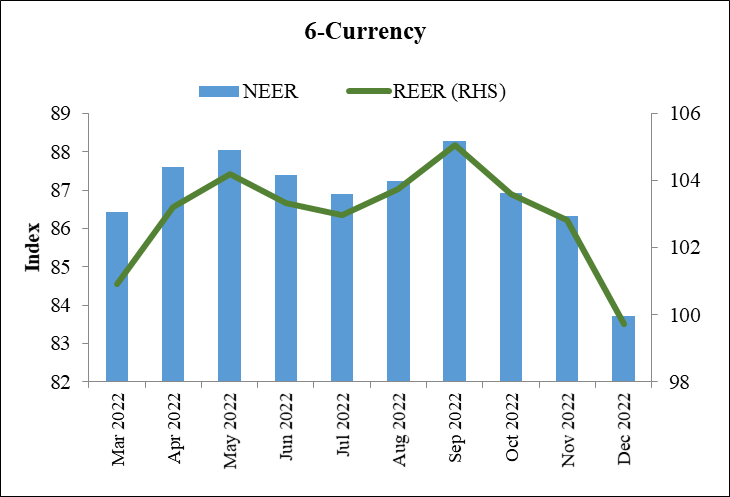 6-Currency
NEER
REER (RHS)
89
88
87
86
85
84
83
82
Index
106
104
102
100
98
Mar 2022
Apr 2022
May 2022
Jun 2022
Jul 2022
Aug 2022
Sep 2022
Oct 2022
Nov 2022
Dec 2022